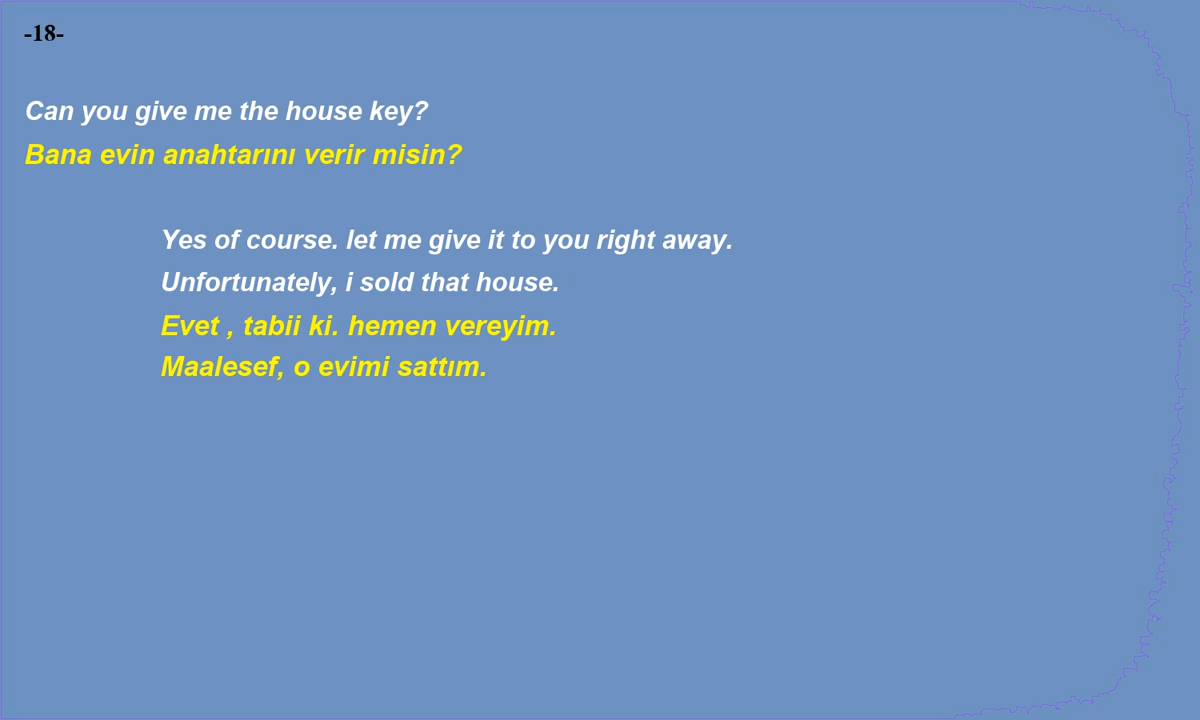 -18-
Can you give me the house key?
Bana evin anahtarını verir misin?
Yes of course. let me give it to you right away.
Unfortunately, i sold that house.
Evet , tabii ki. hemen vereyim.
Maalesef, o evimi sattım.